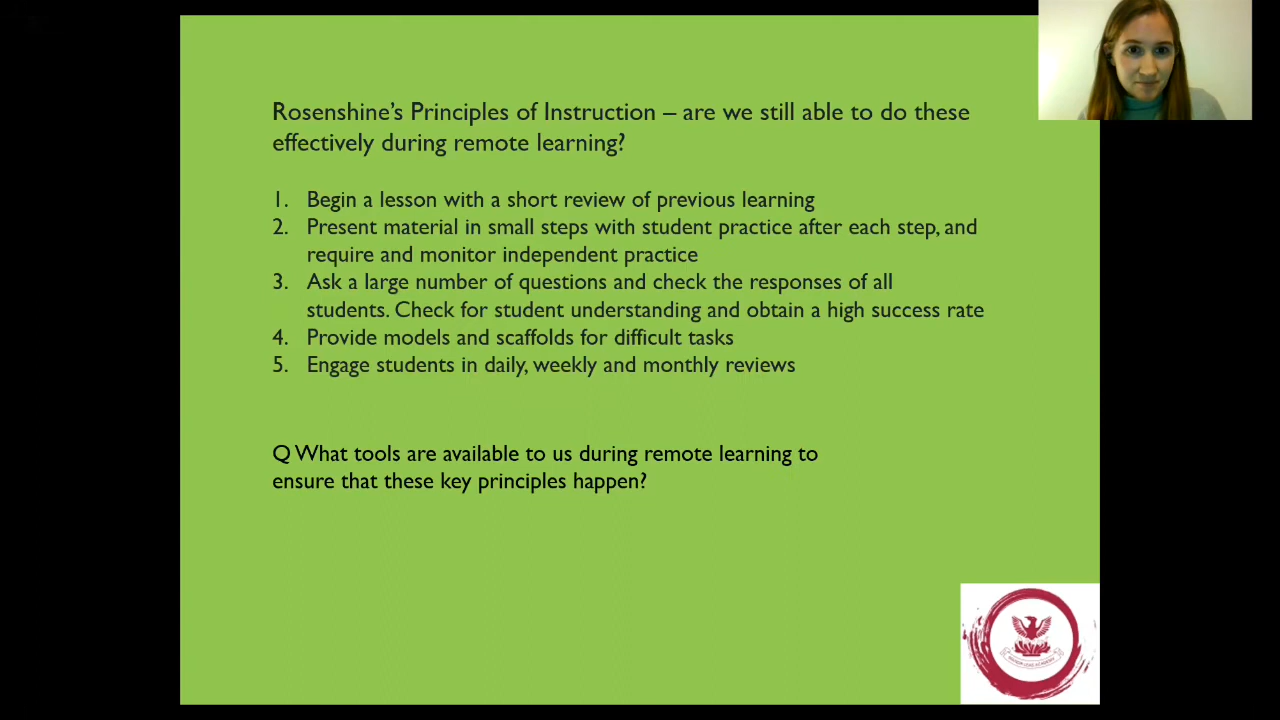 Rosenshine's Principles of Instruction – are we still able to do these
effectively during remote learning?
1. Begin a lesson with a short review of previous learning
2. Present material in small steps with student practice after each step, and
require and monitor independent practice
3. Ask a large number of questions and check the responses of all
students. Check for student understanding and obtain a high success rate
4. Provide models and scaffolds for difficult tasks
5. Engage students in daily, weekly and monthly reviews
Q What tools are available to us during remote learning to
ensure that these key principles happen?